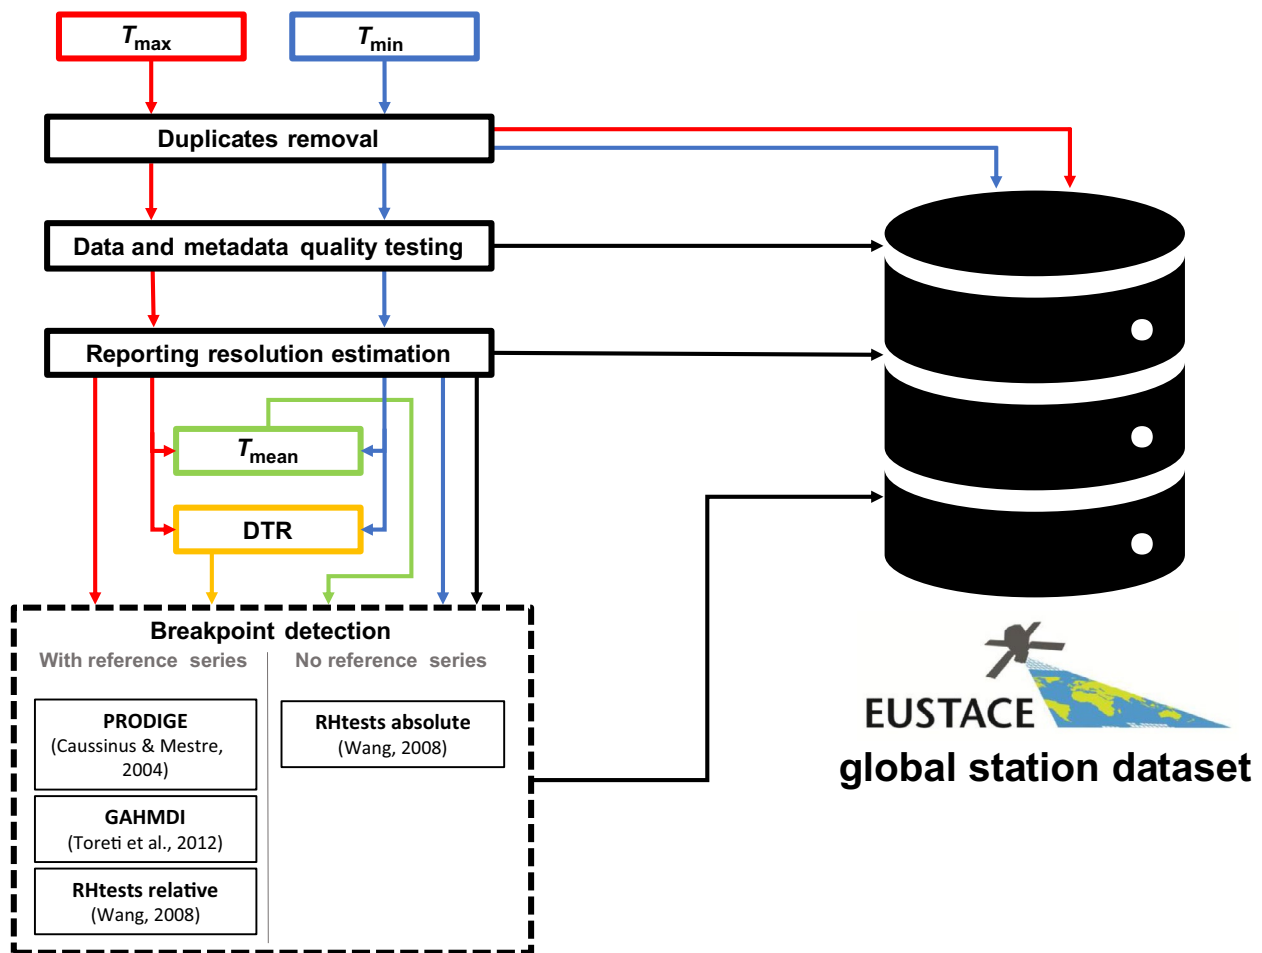 Tmax
Tmin
Duplicates removal
Data and metadata quality testing
Reporting resolution estimation
Tmean
DTR
Breakpoint detection
With reference series
No reference series
PRODIGE
(Caussinus & Mestre,
2004)
RHtests absolute
(Wang, 2008)
GAHMDI
(Toreti et al., 2012)
RHtests relative
(Wang, 2008)
EUSTACE
global station dataset